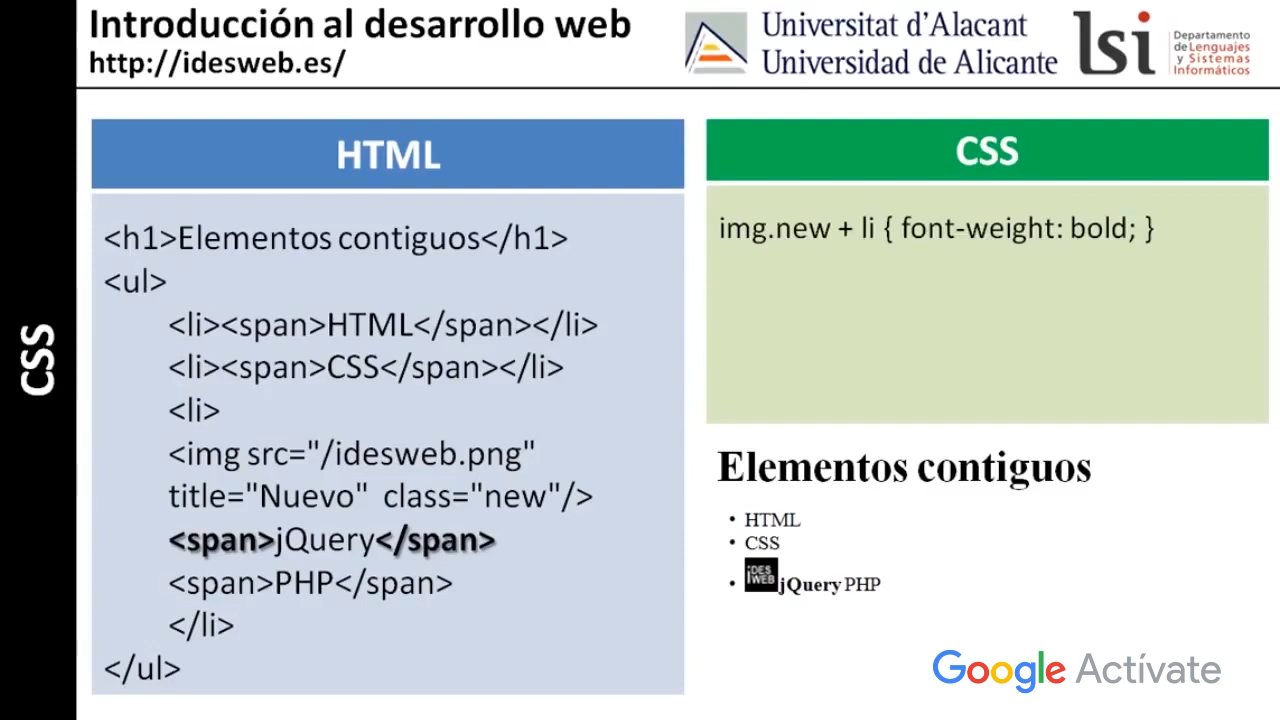 Introducción al desarrollo web
http://idesweb.es/
Universitat d'Alacant
Universidad de Alicante
lsi
Departamento
de Lenguajes
y Sistemas
Informáticos
CSS
HTML
<h1>Elementos contiguos</h1>
<ul>
<li><span>HTML</span></li>
<li><span>CSS</span></li>
<li>
<img src="/idesweb.png"
title="Nuevo" class="new"/>
<span>jQuery</span>
<span>PHP</span>
</li>
</ul>
CSS
img.new + li { font-weight: bold; }
Elementos contiguos
• HTML
• CSS
• iDES WEB jQuery PHP
Google Actívate